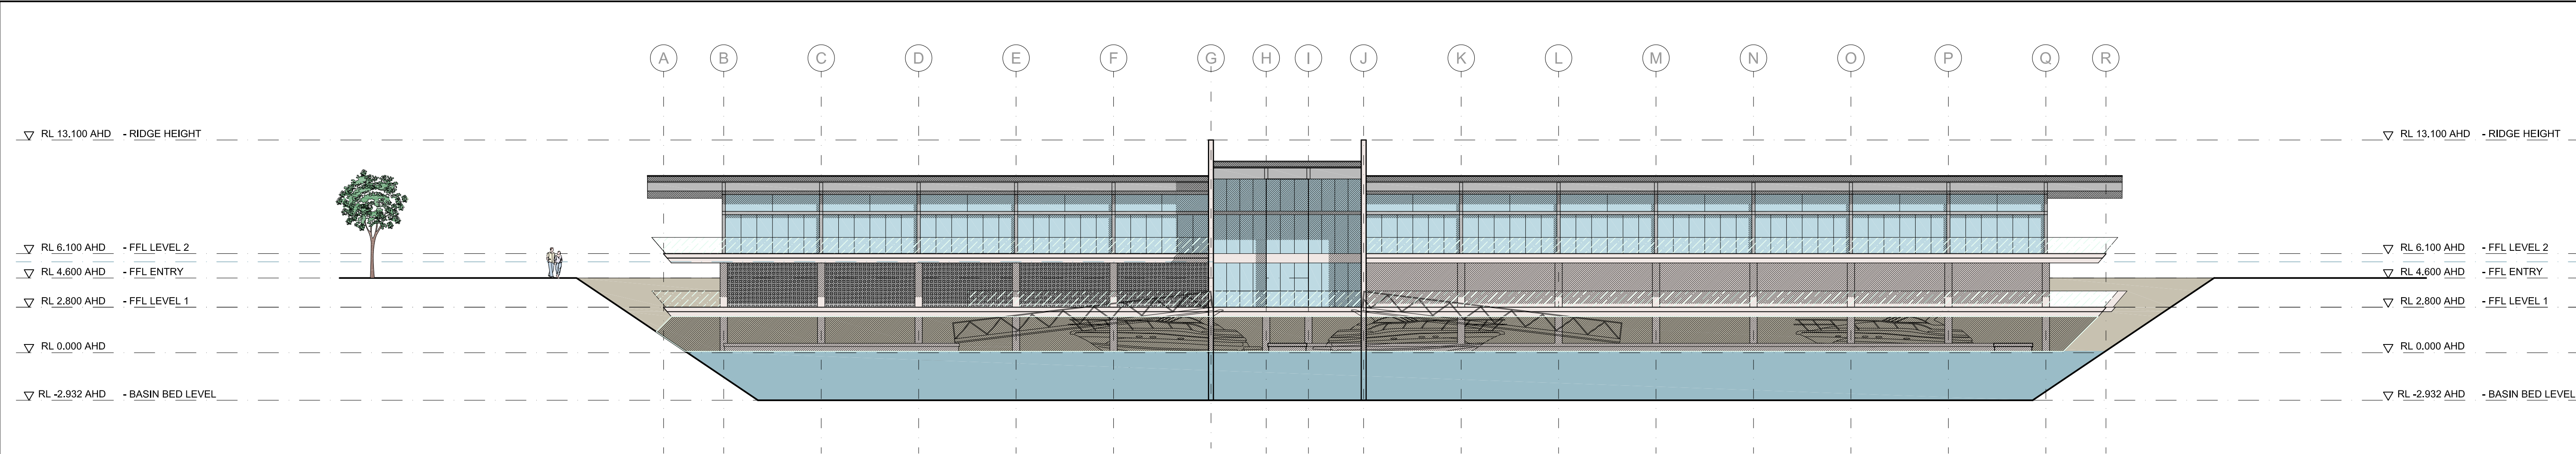 A B C D E F G H I J K L M N O P Q R
RL 13.100 AHD - RIDGE HEIGHT
RL 13.100 AHD - RIDGE HEIGHT
RL 6.100 AHD - FFL LEVEL 2
RL 6.100 AHD - FFL LEVEL 2
RL 4.600 AHD - FFL ENTRY
RL 4.600 AHD - FFL ENTRY
RL 2.800 AHD - FFL LEVEL 1
RL 2.800 AHD - FFL LEVEL 1
RL 0.000 AHD
RL 0.000 AHD
RL -2.932 AHD - BASIN BED LEVEL
RL -2.932 AHD - BASIN BED LEVEL